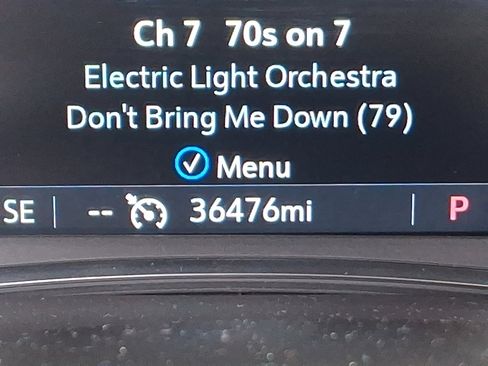 Ch 7 70s on 7
Electric Light Orchestra
Don't Bring Me Down (79)
Menu
SE -- 36476mi P